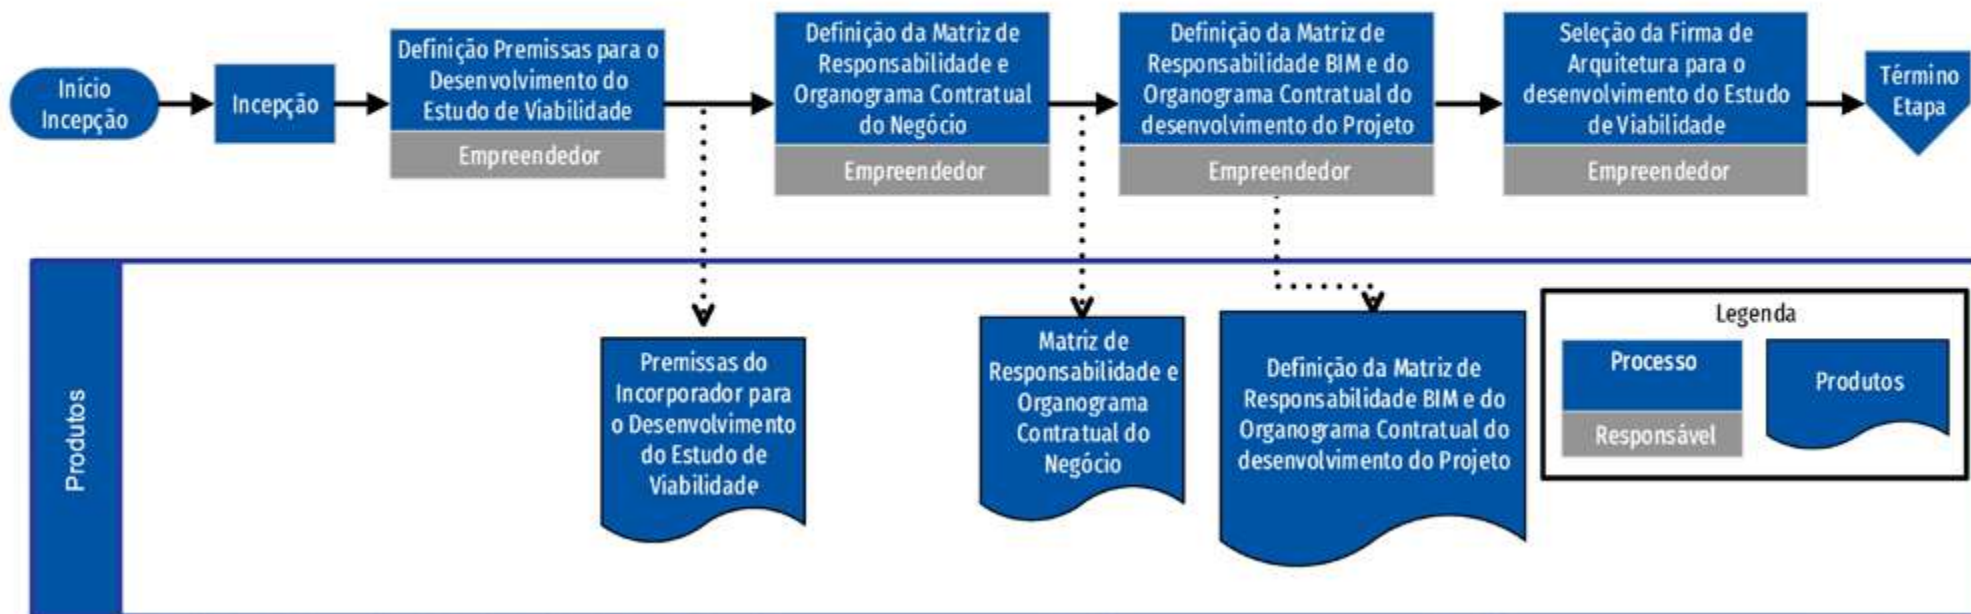 Início
Incepção
Incepção
Definição Premissas para o
Desenvolvimento do
Estudo de Viabilidade
Empreendedor
Definição da Matriz de
Responsabilidade e
Organograma Contratual
do Negócio
Empreendedor
Definição da Matriz de
Responsabilidade BIM e do
Organograma Contratual do
desenvolvimento do Projeto
Empreendedor
Seleção da Firma de
Arquitetura para o
desenvolvimento do Estudo
de Viabilidade
Empreendedor
Término
Etapa
Produtos
Premissas do
Incorporador para
o Desenvolvimento
do Estudo de
Viabilidade
Matriz de
Responsabilidade e
Organograma
Contratual do
Negócio
Definição da Matriz de
Responsabilidade BIM e do
Organograma Contratual do
desenvolvimento do Projeto
Legenda
Processo
Responsável
Produtos